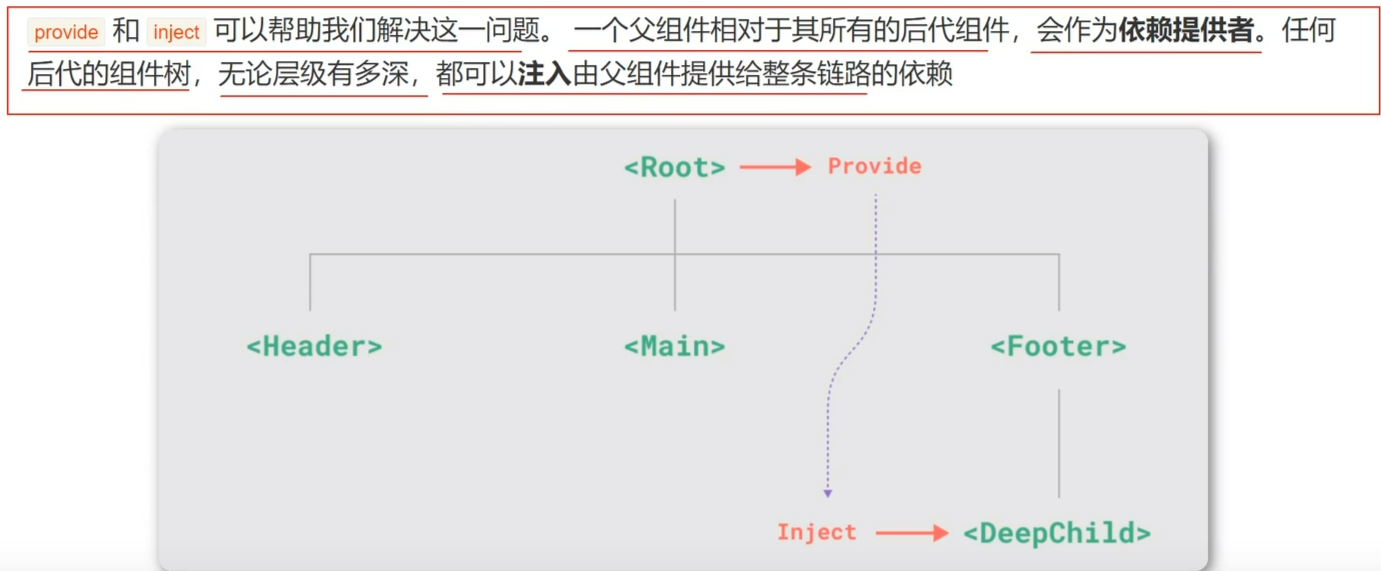 provide 和 inject 可以帮助我们解决这一问题。 一个父组件相对于其所有的后代组件，会作为依赖提供者。任何
后代的组件树，无论层级有多深，都可以注入由父组件提供给整条链路的依赖
<Root> Provide
<Header> <Main> <Footer>
Inject <DeepChild>